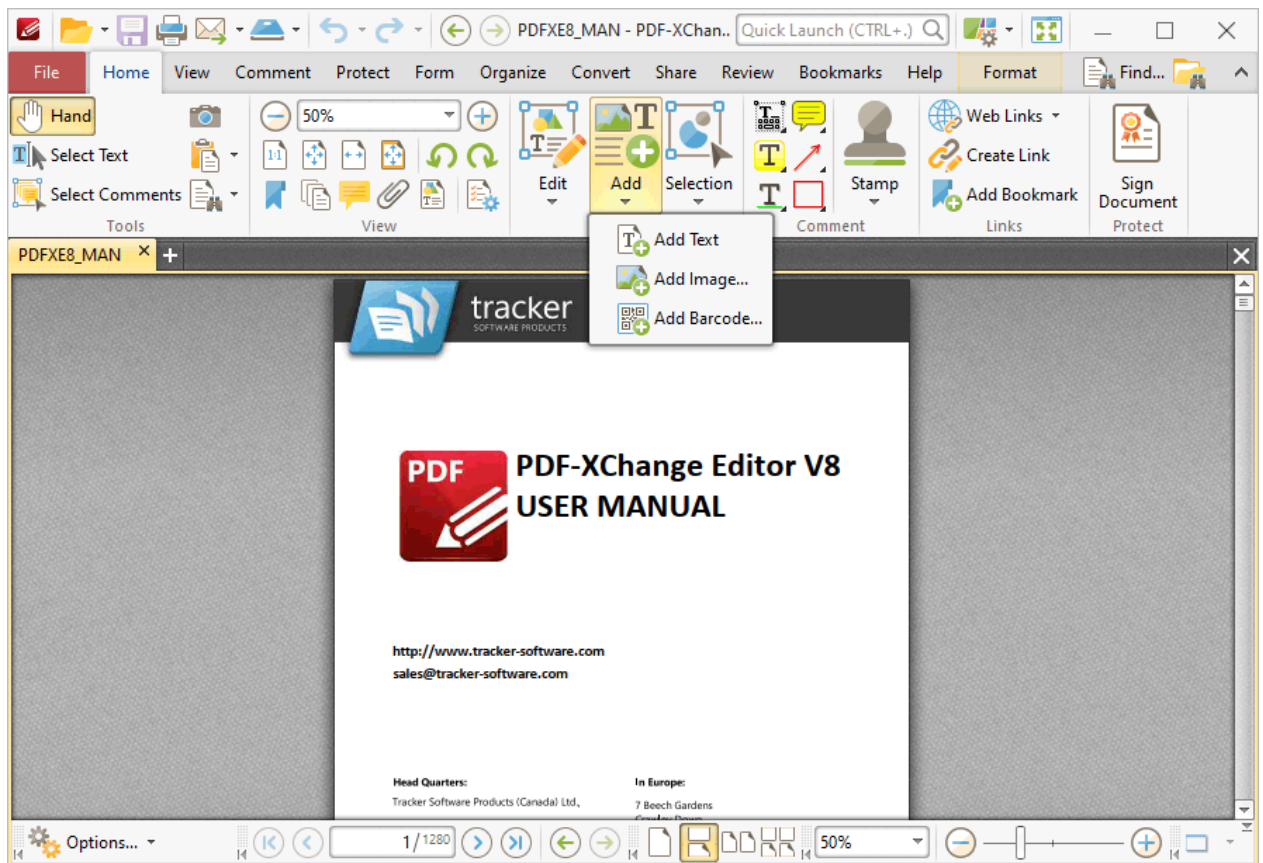 PDFXE8_MAN - PDF-XChan.. Quick Launch (CTRL+.)
File Home View Comment Protect Form Organize Convert Share Review Bookmarks Help Format Find...
Hand 50% Web Links
Select Text Create Link
Select Comments Edit Add Selection Stamp Add Bookmark Sign Document
Tools View Comment Links Protect
PDFXE8_MAN
Add Text
Add Image...
Add Barcode...
tracker
SOFTWARE PRODUCTS
PDF
PDF-XChange Editor V8
USER MANUAL
http://www.tracker-software.com
sales@tracker-software.com
Head Quarters: In Europe:
Tracker Software Products (Canada) Ltd., 7 Beech Gardens
Crawley Down
Options... 1/1280 50%